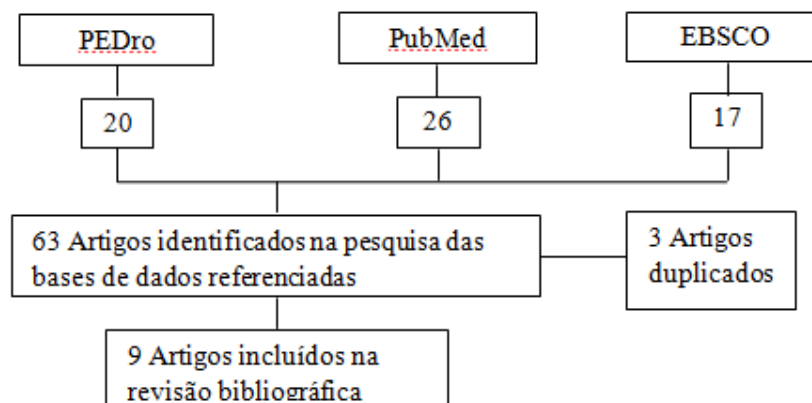 PEDro
PubMed
EBSCO
20
26
17
63 Artigos identificados na pesquisa das
bases de dados referenciadas
3 Artigos
duplicados
9 Artigos incluídos na
revisão bibliográfica